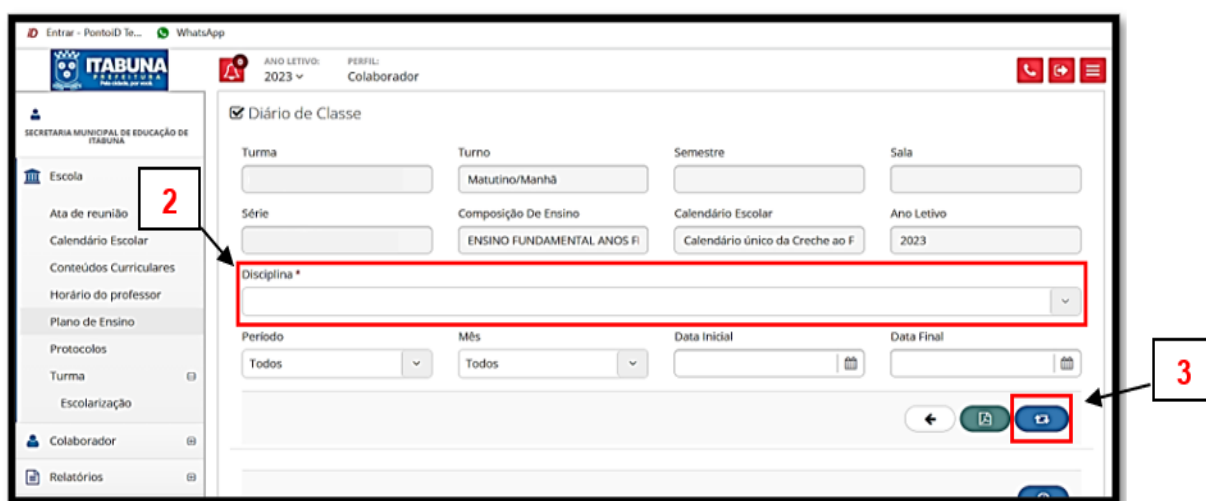 Entrar - PontoID Te... WhatsApp
ITABUNA
PREFEITURA
ANO LETIVO: PERFIL:
2023 Colaborador
SECRETARIA MUNICIPAL DE EDUCAÇÃO DE
ITABUNA
Escola
Ata de reunião
Calendário Escolar
Conteúdos Curriculares
Horário do professor
Plano de Ensino
Protocolos
Turma
Escolarização
Colaborador
Relatórios
2
Diário de Classe
Turma Turno Semestre Sala
Matutino/Manhã
Série Composição De Ensino Calendário Escolar Ano Letivo
ENSINO FUNDAMENTAL ANOS FI Calendário único da Creche ao F 2023
Disciplina *
Período Mês Data Inicial Data Final
Todos Todos
3